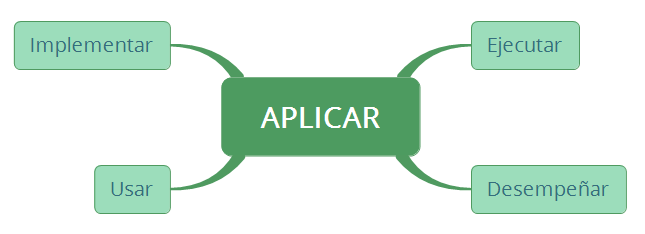 Implementar
Ejecutar
APLICAR
Usar
Desempeñar